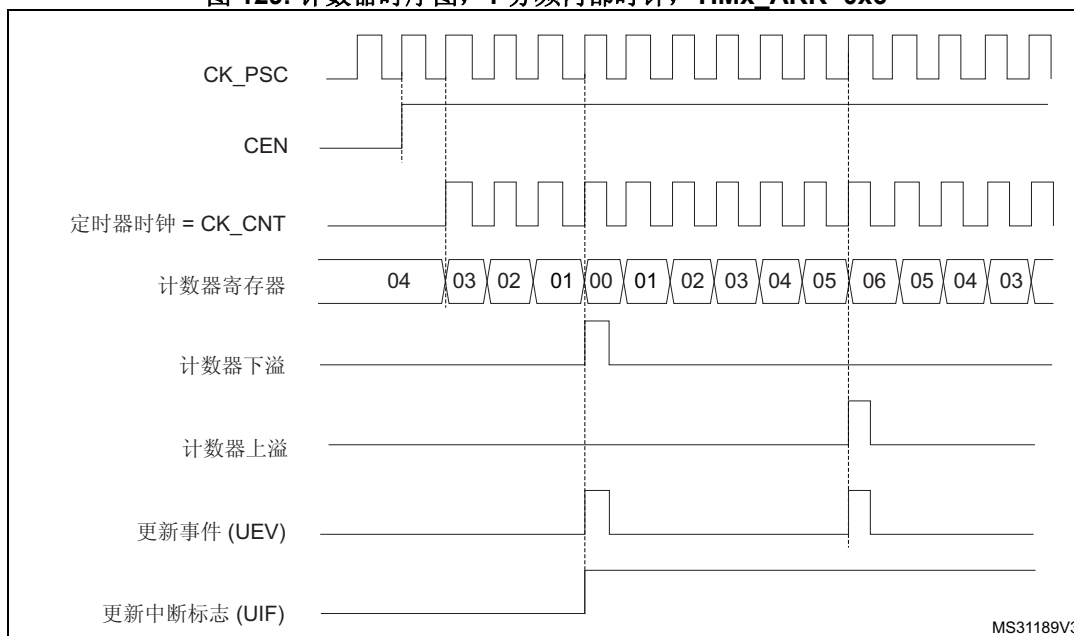 CK_PSC
CEN
定时器时钟 = CK_CNT
计数器寄存器
04 03 02 01 00 01 02 03 04 05 06 05 04 03
计数器下溢
计数器上溢
更新事件 (UEV)
更新中断标志 (UIF)
MS31189V3